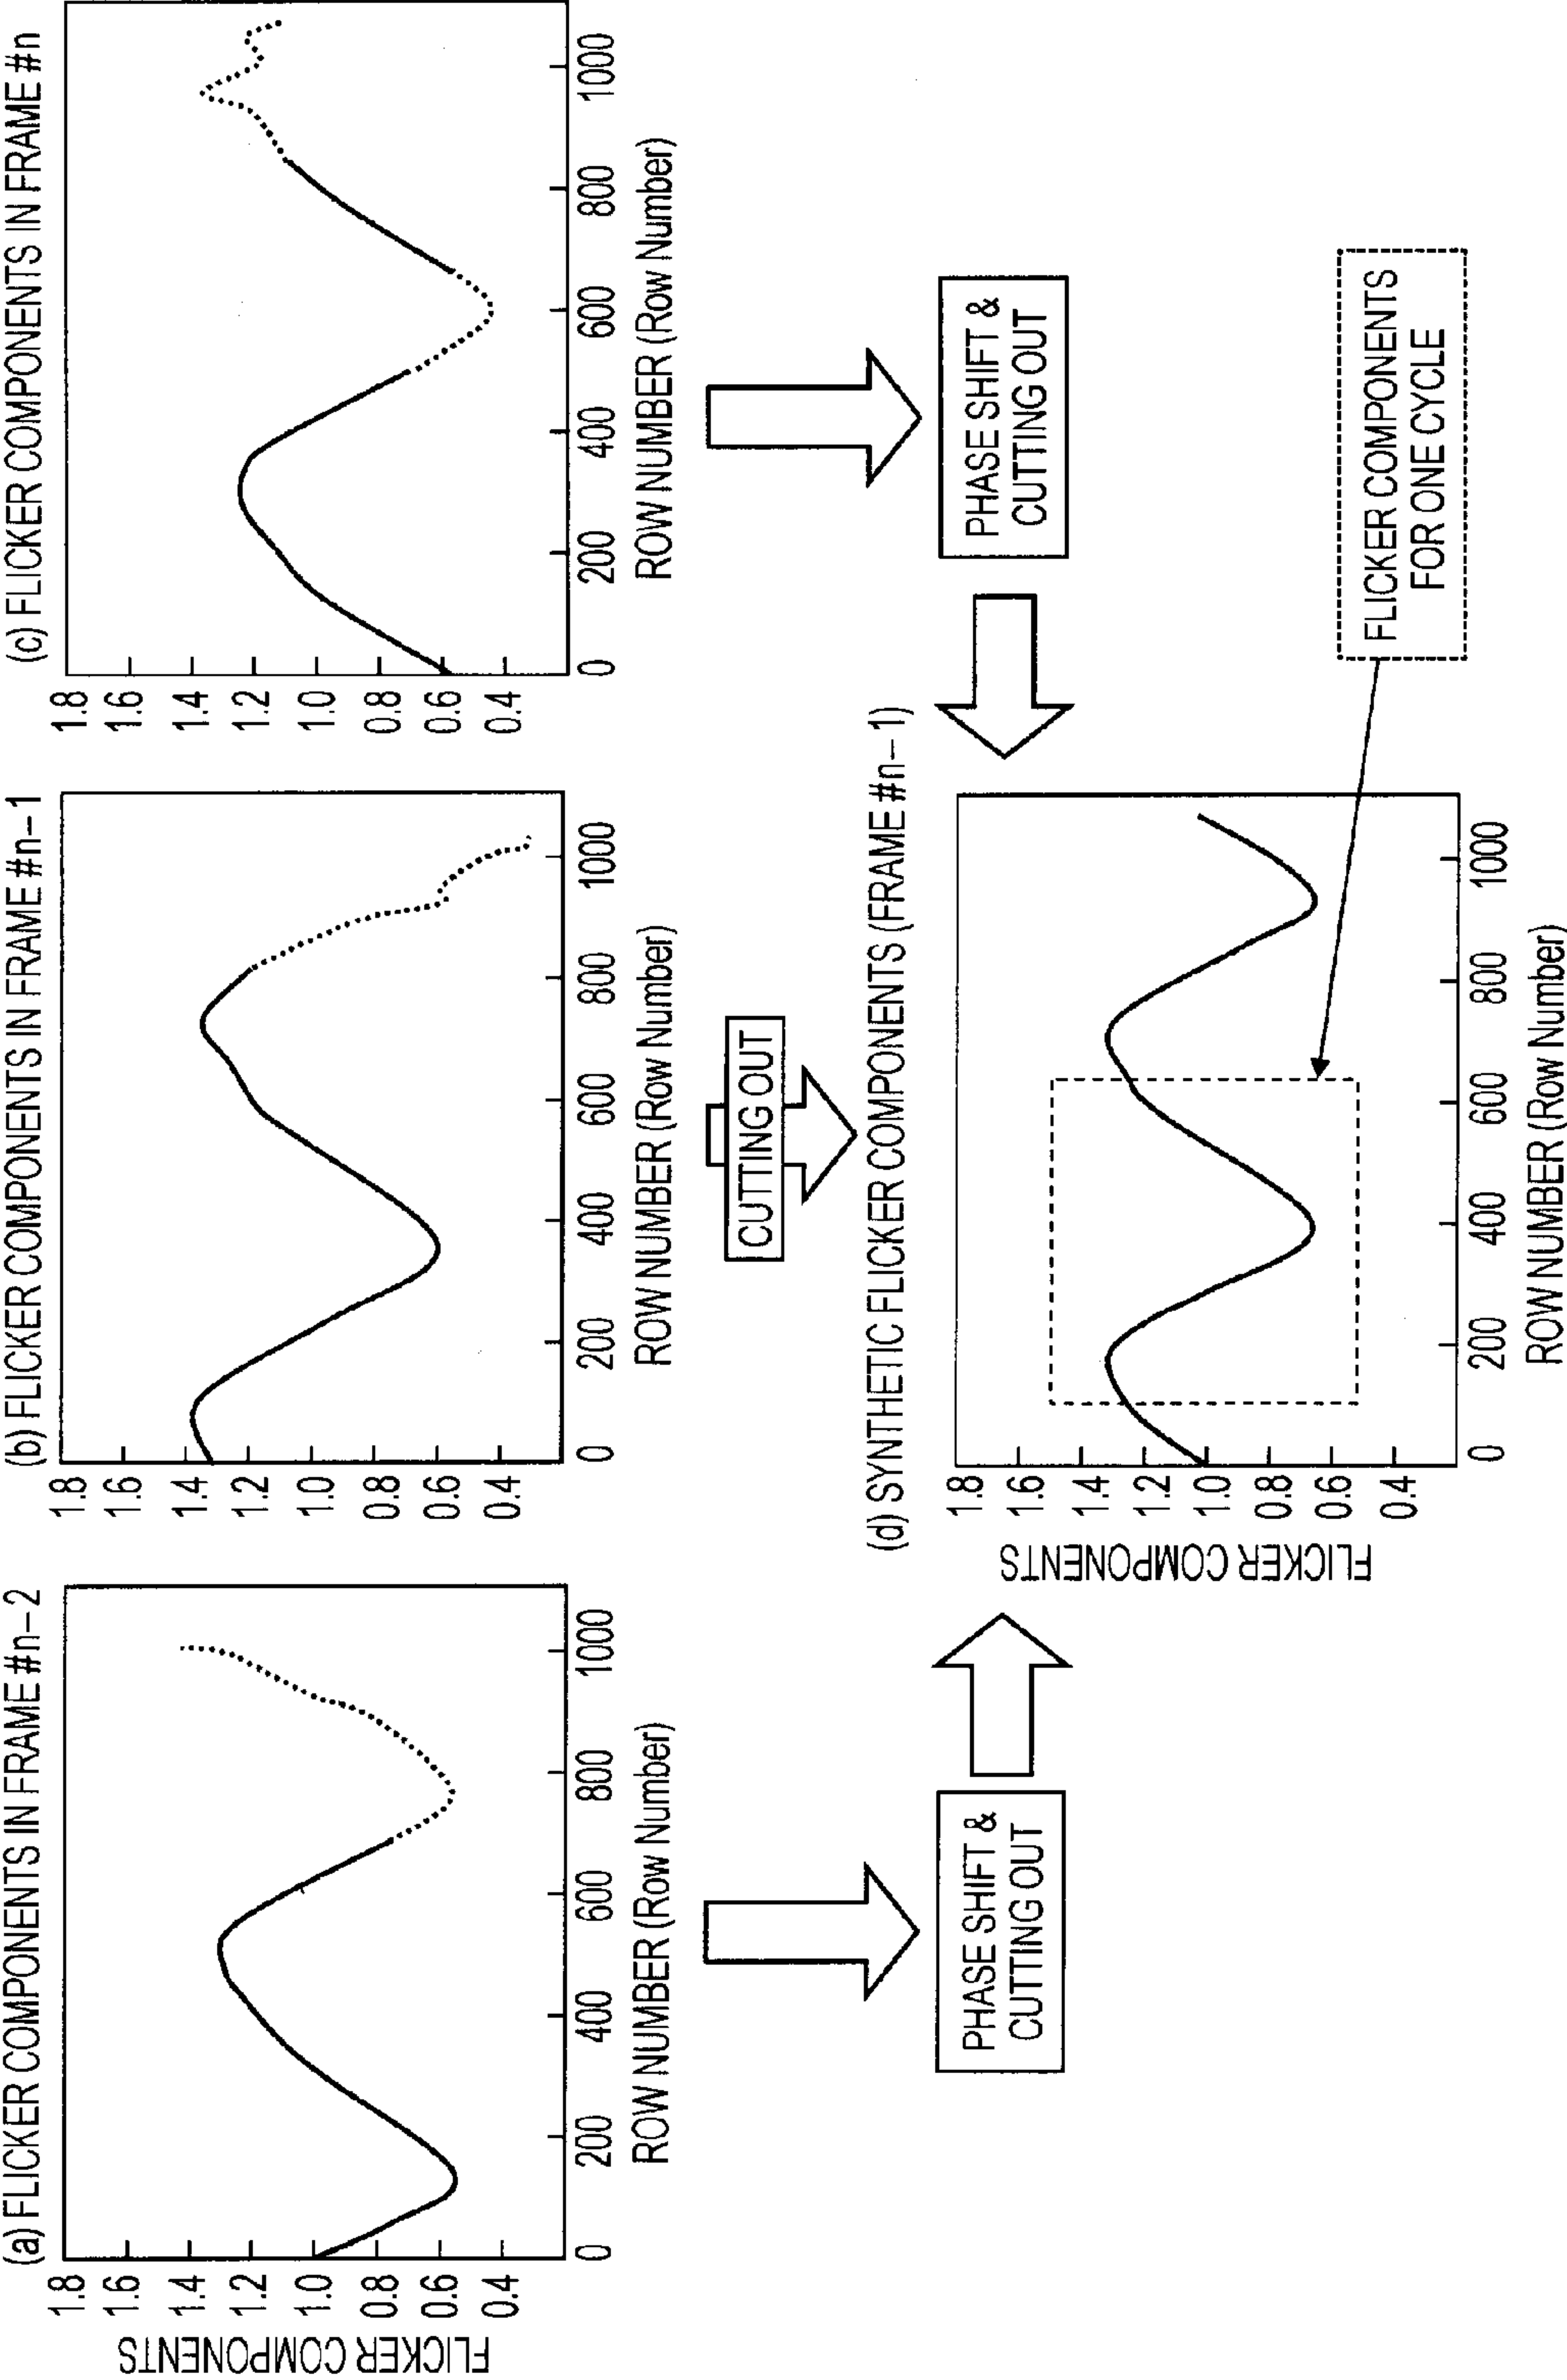 (a) FLICKER COMPONENTS IN FRAME #n−2
FLICKER COMPONENTS
1.8
1.6
1.4
1.2
1.0
0.8
0.6
0.4
0 200 400 600 800 1000
ROW NUMBER (Row Number)
(b) FLICKER COMPONENTS IN FRAME #n−1
1.8
1.6
1.4
1.2
1.0
0.8
0.6
0.4
0 200 400 600 800 1000
ROW NUMBER (Row Number)
(c) FLICKER COMPONENTS IN FRAME #n
1.8
1.6
1.4
1.2
1.0
0.8
0.6
0.4
0 200 400 600 800 1000
ROW NUMBER (Row Number)
PHASE SHIFT &
CUTTING OUT
CUTTING OUT
PHASE SHIFT &
CUTTING OUT
(d) SYNTHETIC FLICKER COMPONENTS (FRAME #n−1)
FLICKER COMPONENTS
1.8
1.6
1.4
1.2
1.0
0.8
0.6
0.4
0 200 400 600 800 1000
ROW NUMBER (Row Number)
FLICKER COMPONENTS
FOR ONE CYCLE